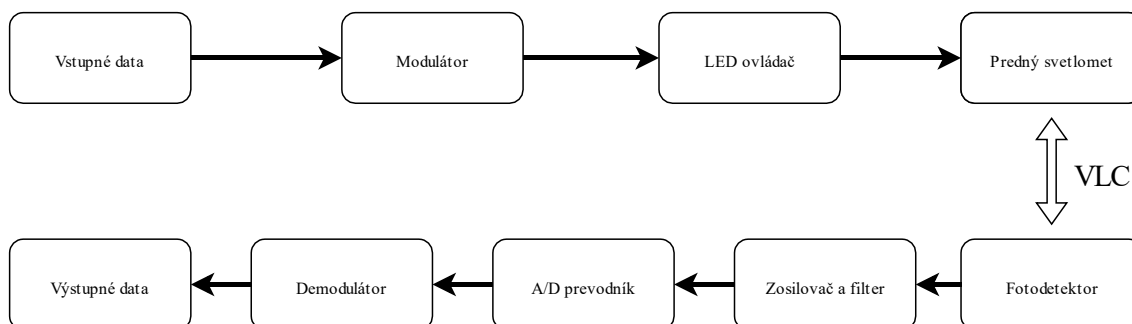 Vstupné data
Modulátor
LED ovládač
Predný svetlomet
VLC
Výstupné data
Demodulátor
A/D prevodník
Zosilovač a filter
Fotodetektor